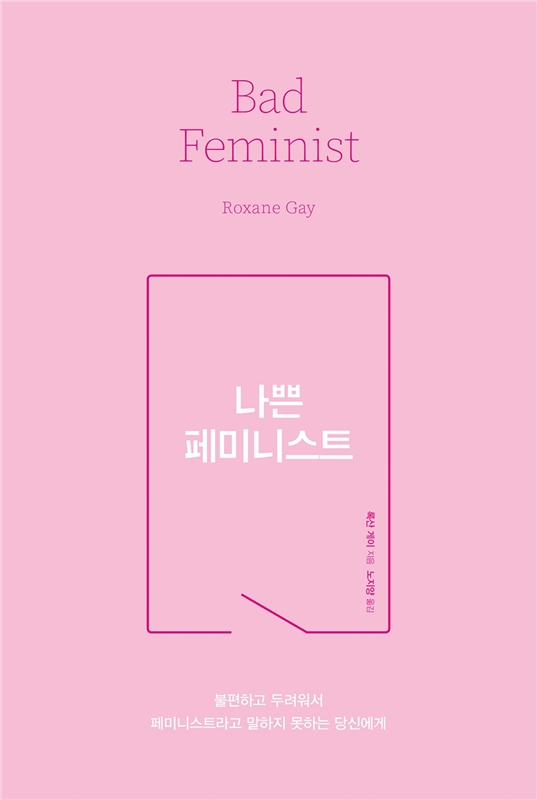 Bad
Feminist
Roxane Gay
나쁜
페미니스트
록산 게이 지음 노지양 옮김
불편하고 두려워서
페미니스트라고 말하지 못하는 당신에게